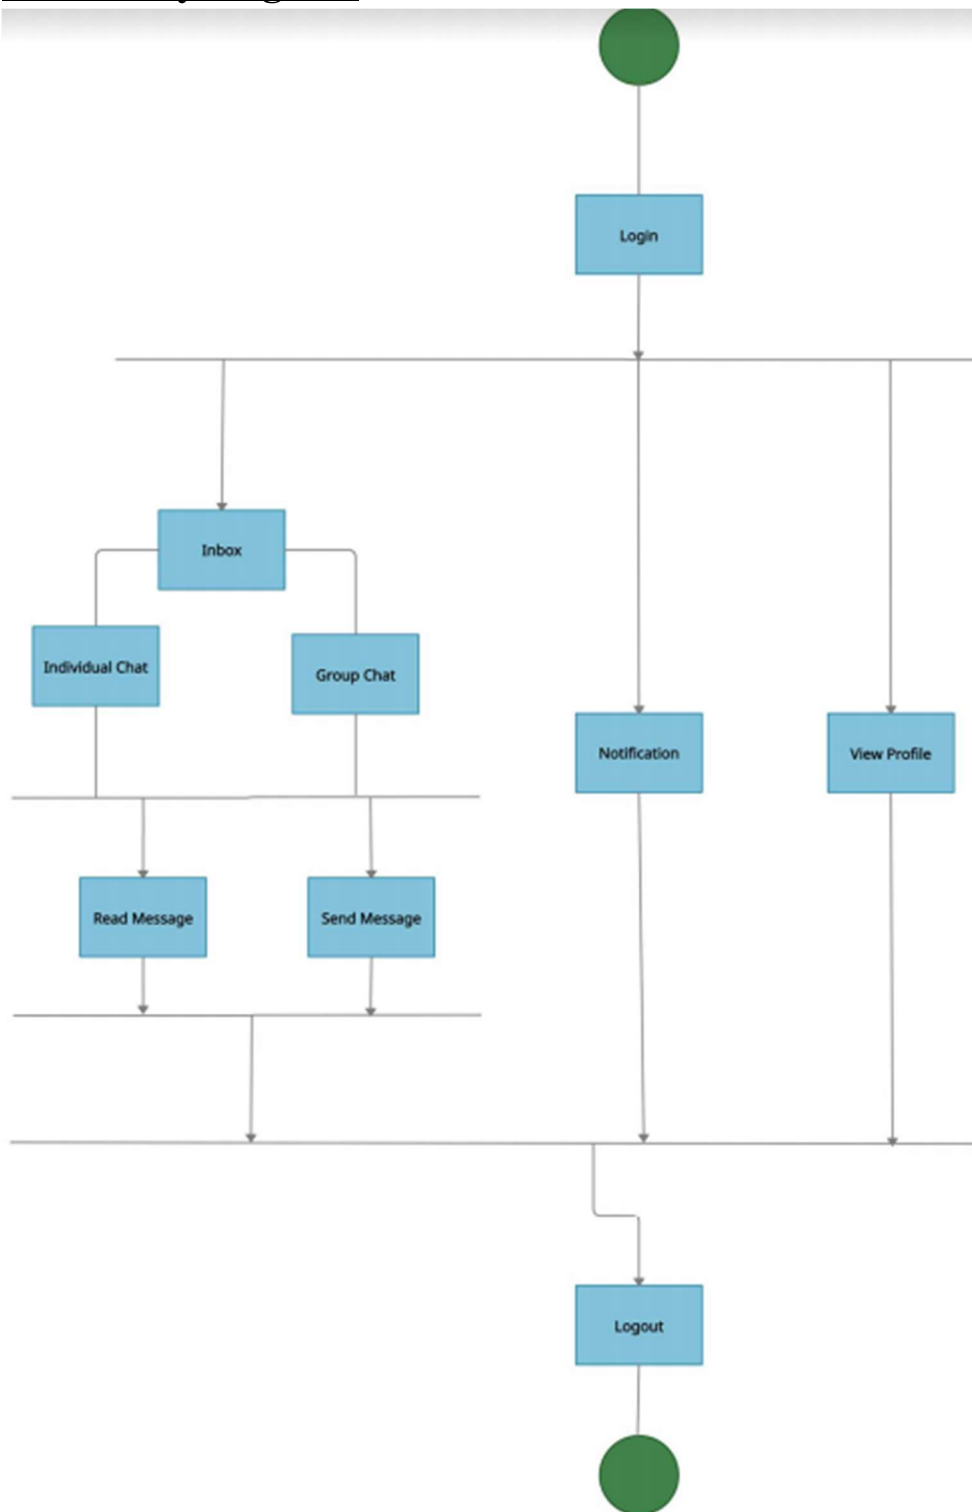 Login
Inbox
Individual Chat
Group Chat
Notification
View Profile
Read Message
Send Message
Logout